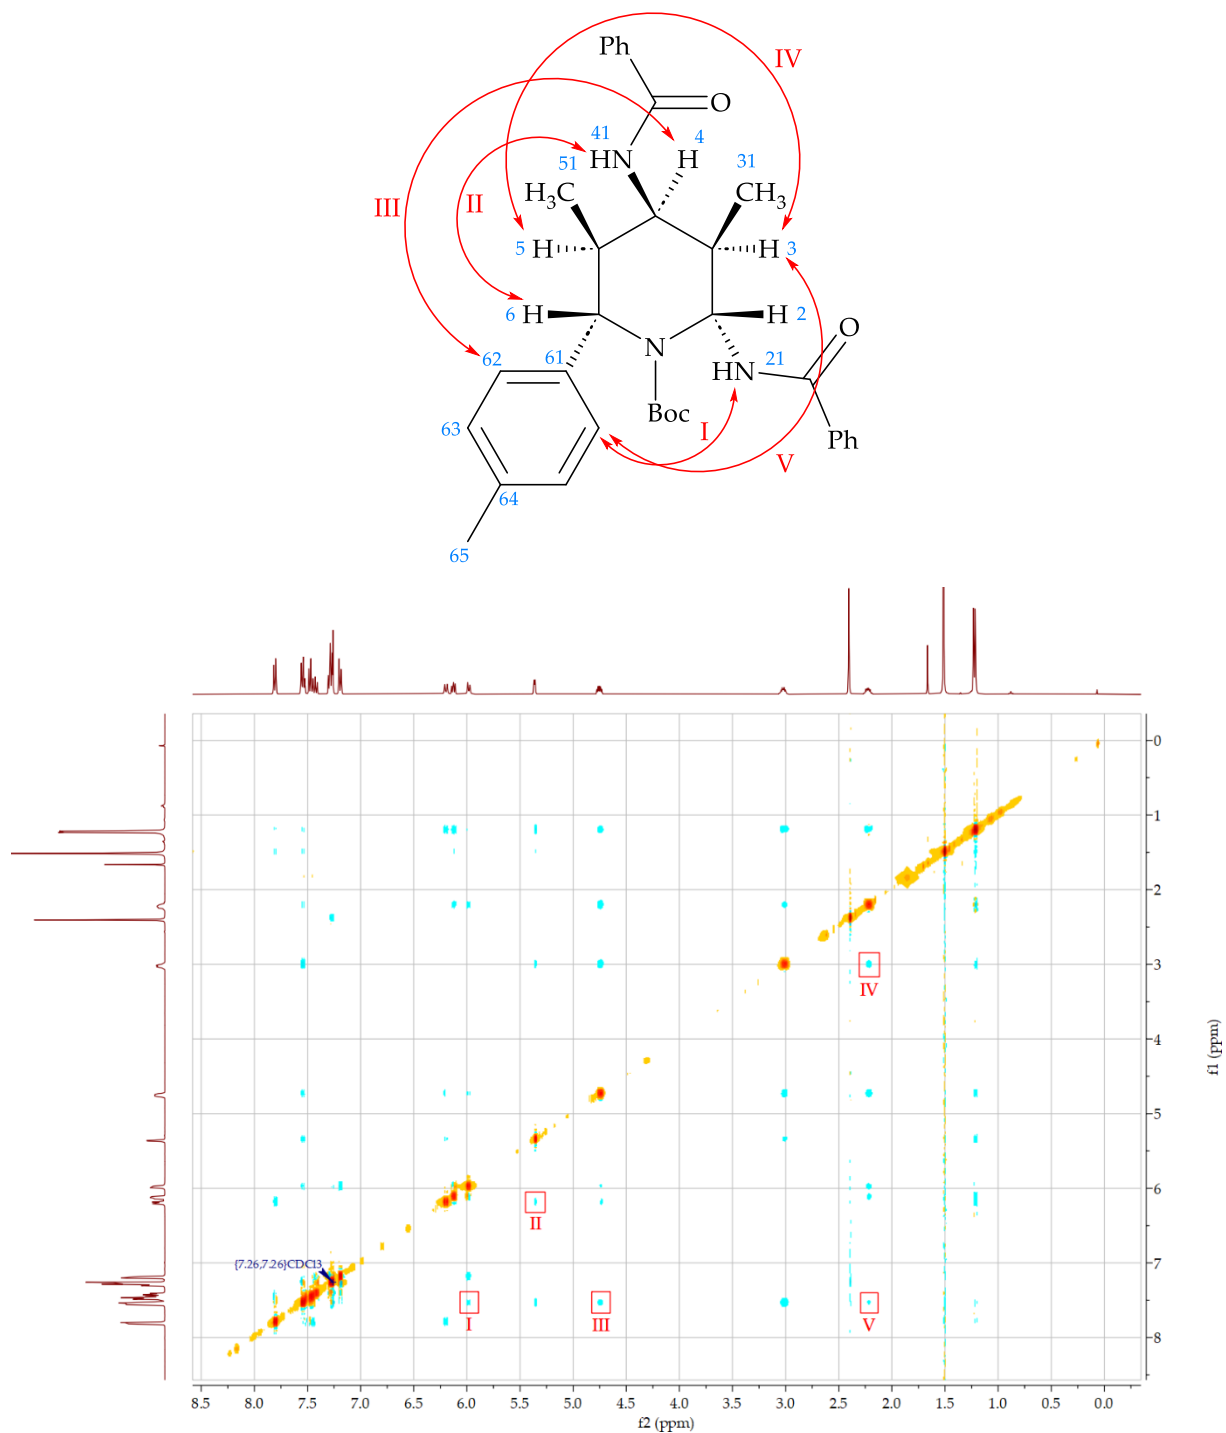 Ph
IV
O
41
4
HN
H
51
31
H₃C
CH₃
III
II
5
H
H
3
6
H
H
2
O
N
HN
21
62
61
Boc
63
I
Ph
V
64
65
0
1
2
3
IV
4
5
6
II
7
{7.26,7.26}CDCl3
I
III
V
8
f1 (ppm)
8.5
8.0
7.5
7.0
6.5
6.0
5.5
5.0
4.5
4.0
3.5
3.0
2.5
2.0
1.5
1.0
0.5
0.0
f2 (ppm)